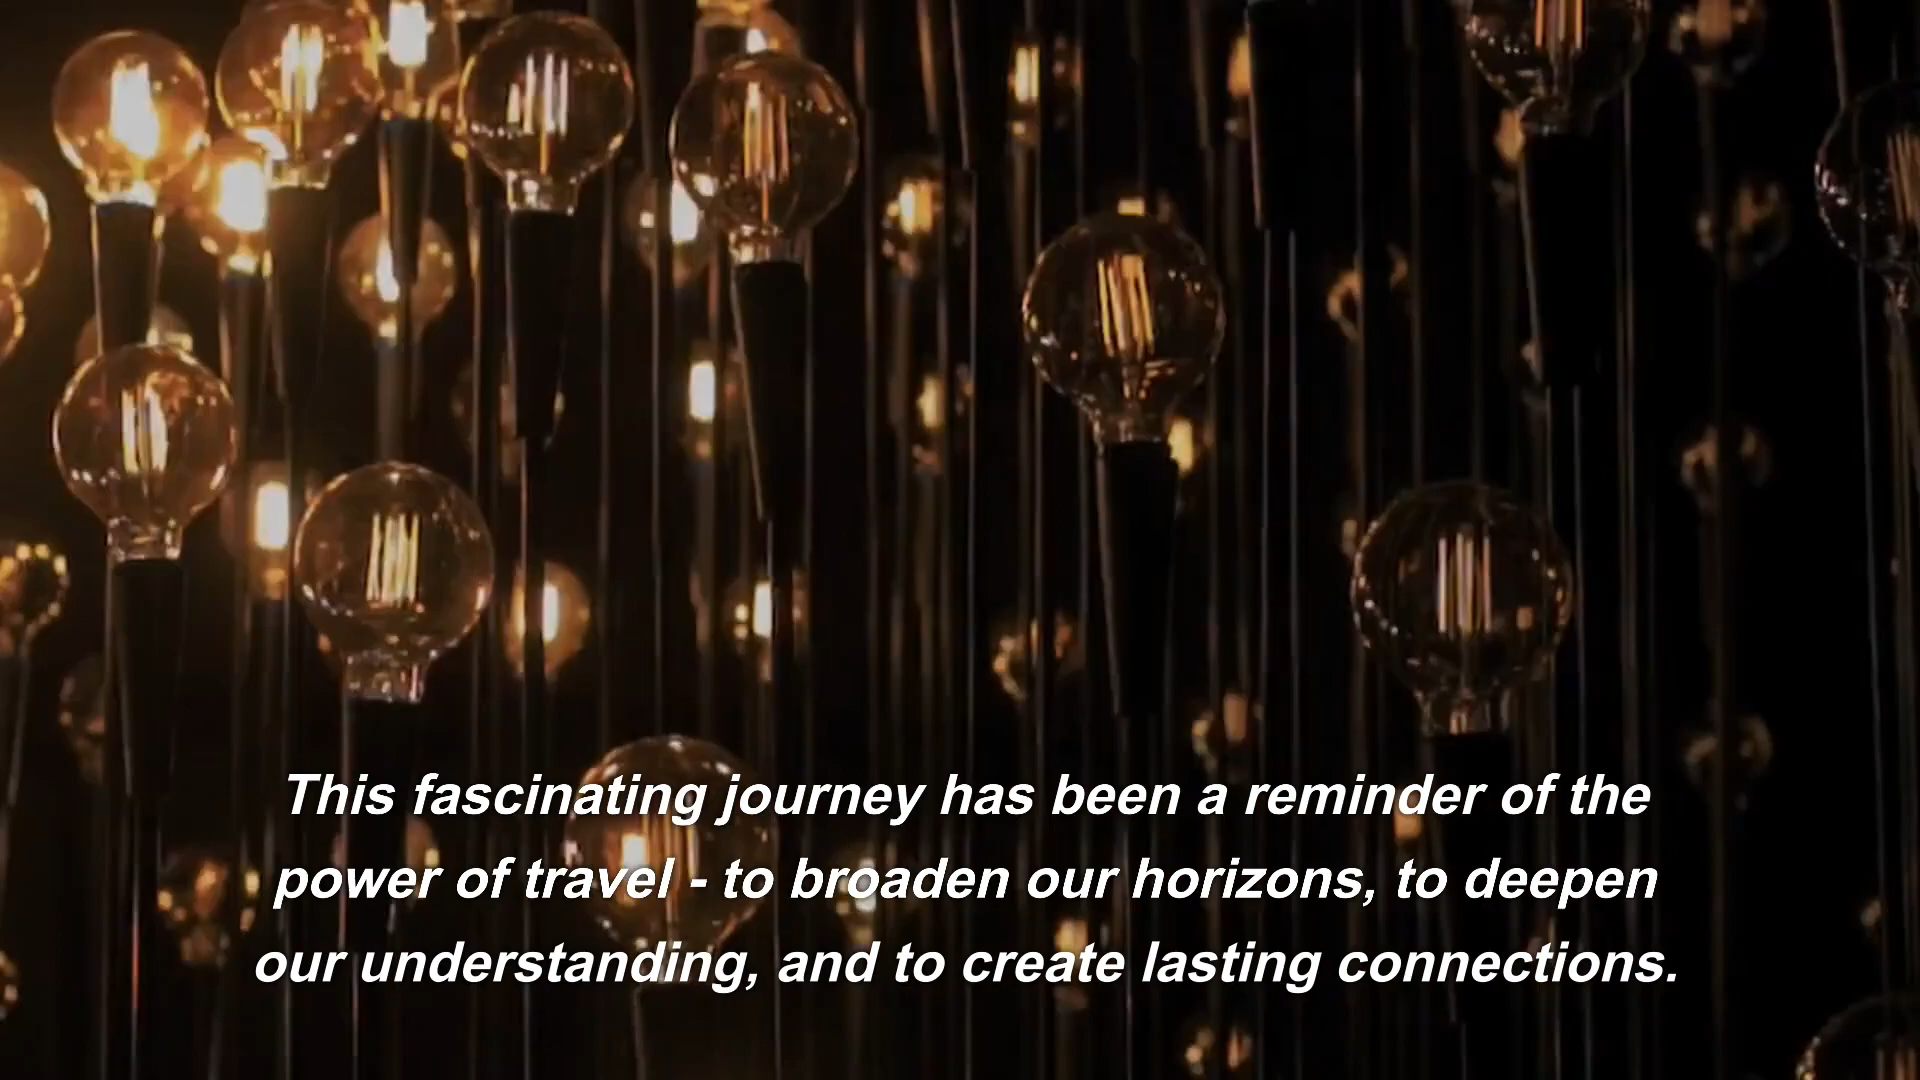 This fascinating journey has been a reminder of the
power of travel - to broaden our horizons, to deepen
our understanding, and to create lasting connections.